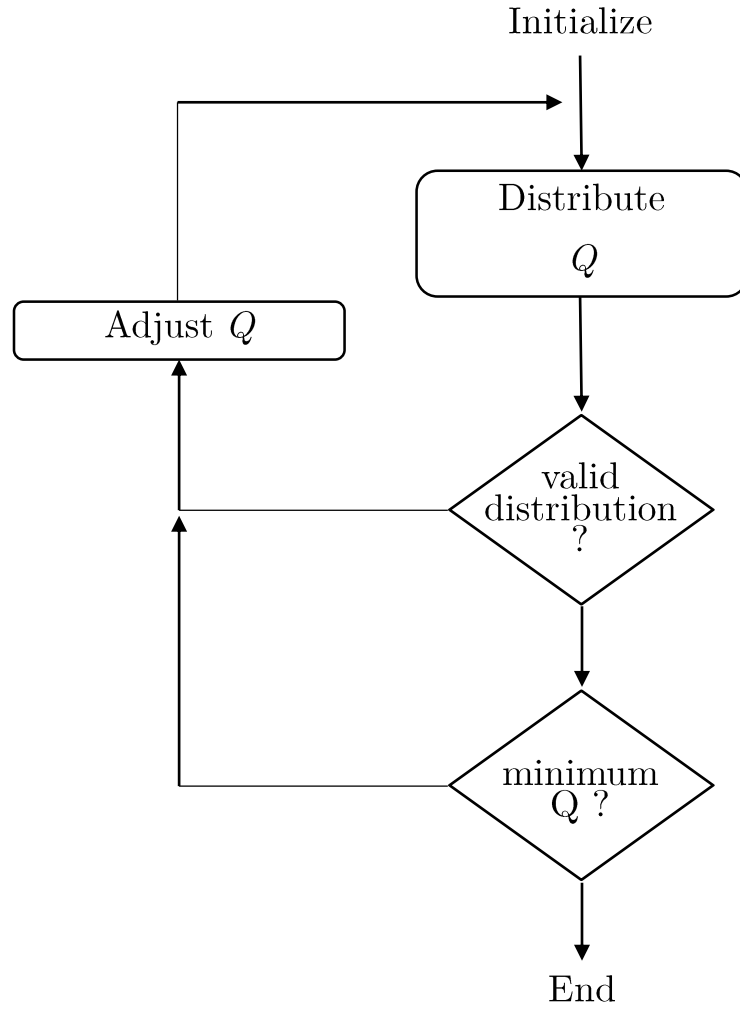 Initialize
Distribute
Q
Adjust Q
valid
distribution
?
minimum
Q ?
End